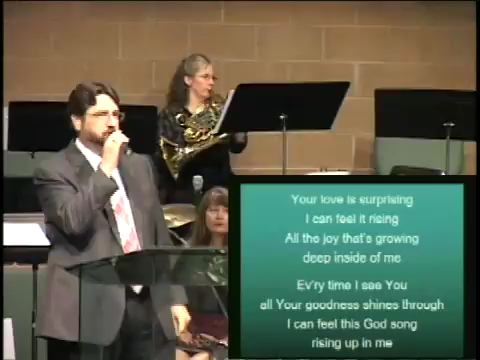 Your love is surprising
I can feel it rising
All the joy that's growing
deep inside of me
Ev'ry time I see You
all Your goodness shines through
I can feel this God song
rising up in me